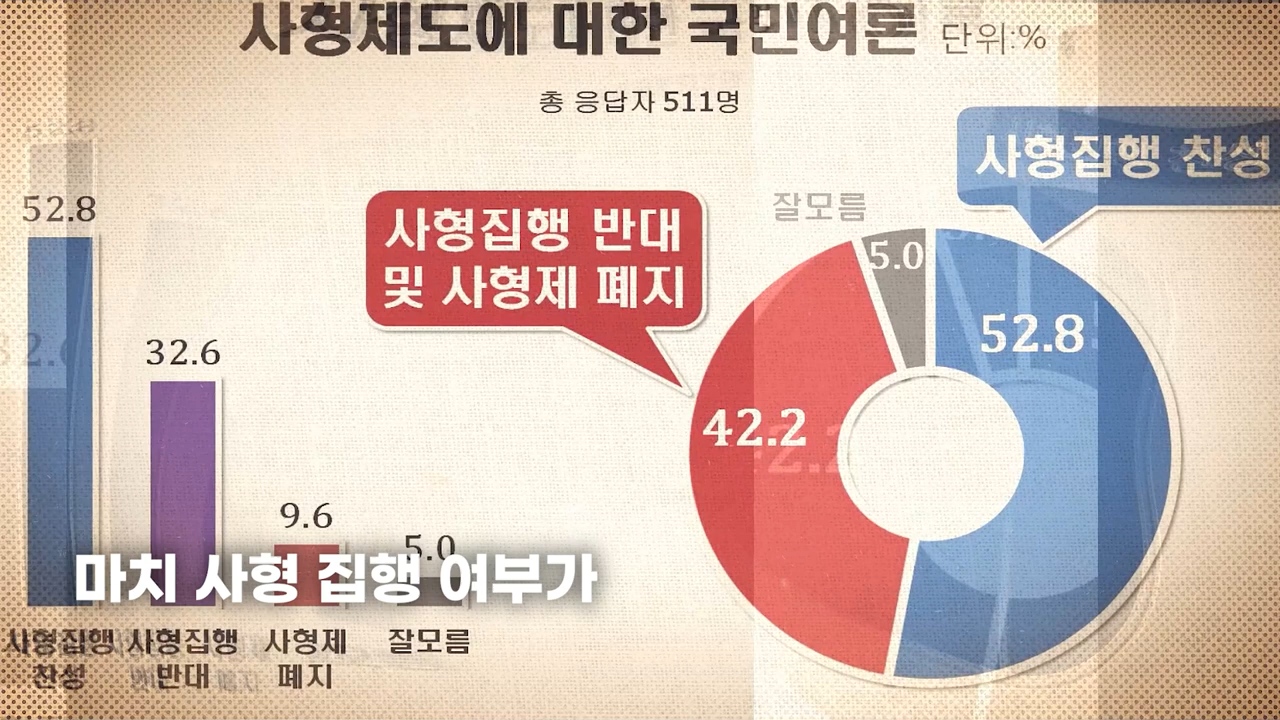 사형제도에 대한 국민여론 단위:%
총 응답자 511명
사형집행 찬성
52.8
사형집행 반대
및 사형제 폐지
잘모름
5.0
52.8
32.6
42.2
9.6
5.0
마치 사형 집행 여부가
사형집행 사형집행 사형제 잘모름
찬성 반대 폐지